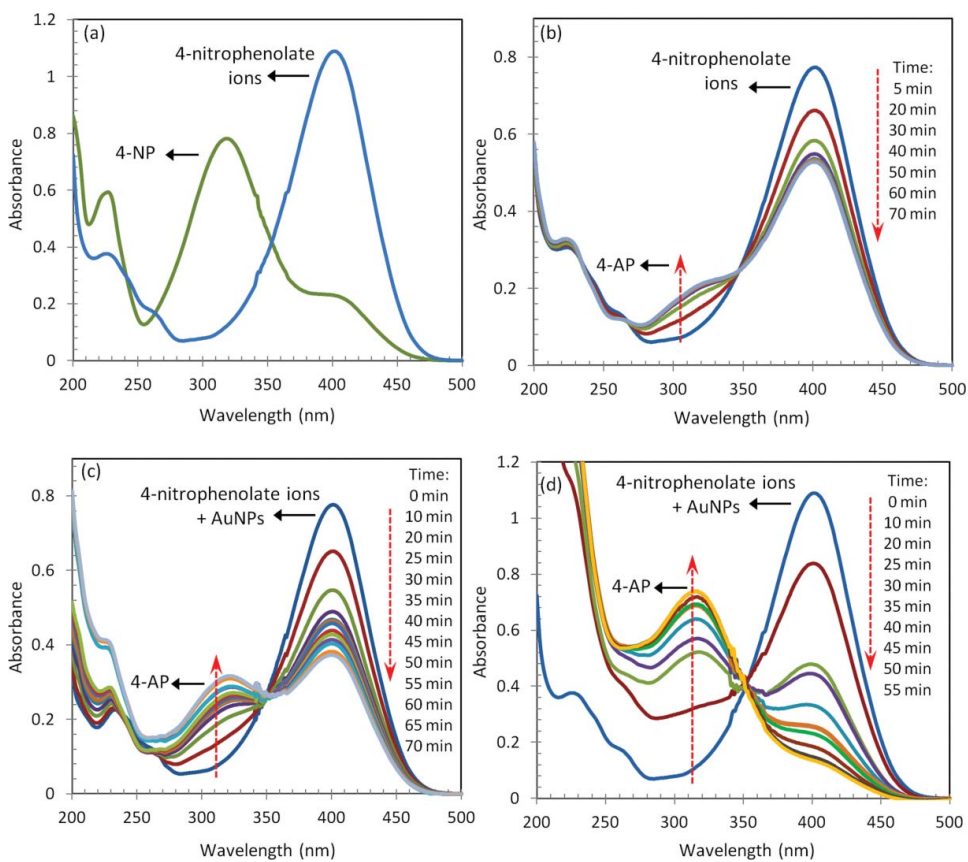 (a)
4-nitrophenolate
ions
4-NP
Absorbance
1.2
1
0.8
0.6
0.4
0.2
0
200 250 300 350 400 450 500
Wavelength (nm)
(b)
4-nitrophenolate
ions
Time:
5 min
20 min
30 min
40 min
50 min
60 min
70 min
4-AP
Absorbance
0.8
0.6
0.4
0.2
0
200 250 300 350 400 450 500
Wavelength (nm)
(c)
4-nitrophenolate ions
+ AuNPs
Time:
0 min
10 min
20 min
25 min
30 min
35 min
40 min
45 min
50 min
55 min
60 min
65 min
70 min
4-AP
Absorbance
0.8
0.6
0.4
0.2
0
200 250 300 350 400 450 500
Wavelength (nm)
(d)
4-nitrophenolate ions
+ AuNPs
Time:
0 min
10 min
20 min
25 min
30 min
35 min
40 min
45 min
50 min
55 min
4-AP
Absorbance
1.2
1
0.8
0.6
0.4
0.2
0
200 250 300 350 400 450 500
Wavelength (nm)